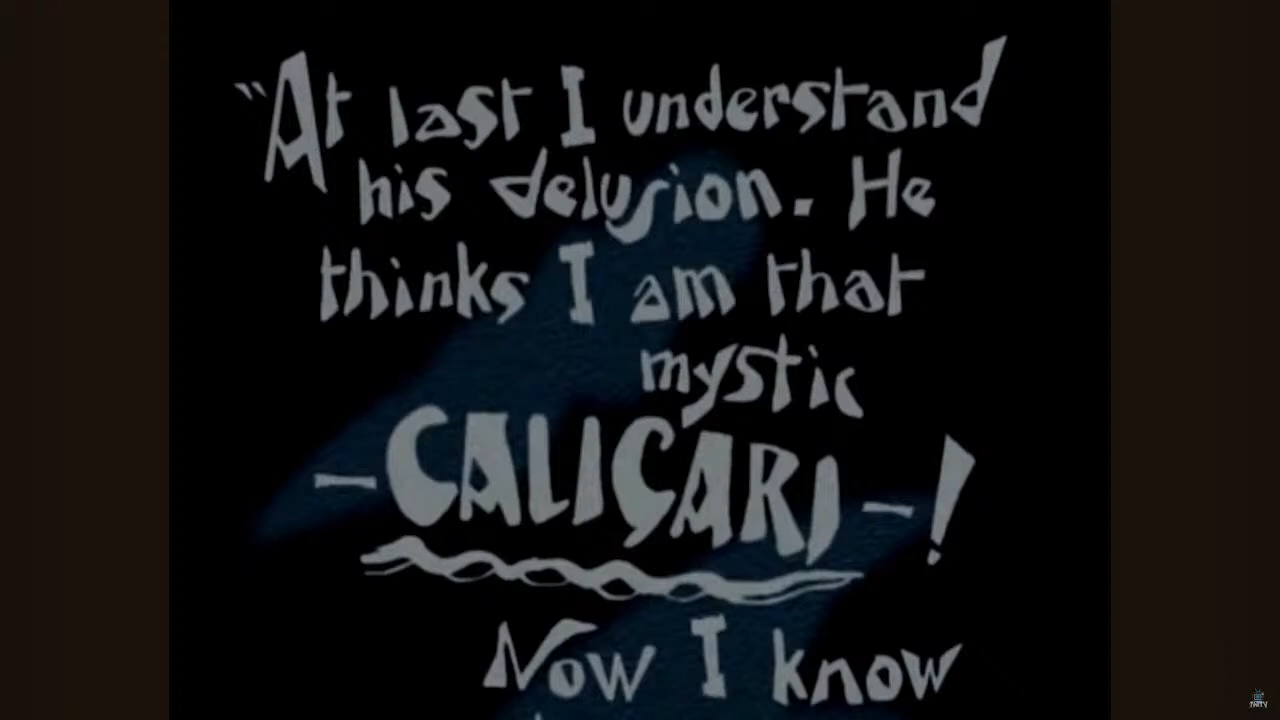 “At last I understand
his delusion. He
thinks I am that
mystic
-CALIGARI-!
Now I know